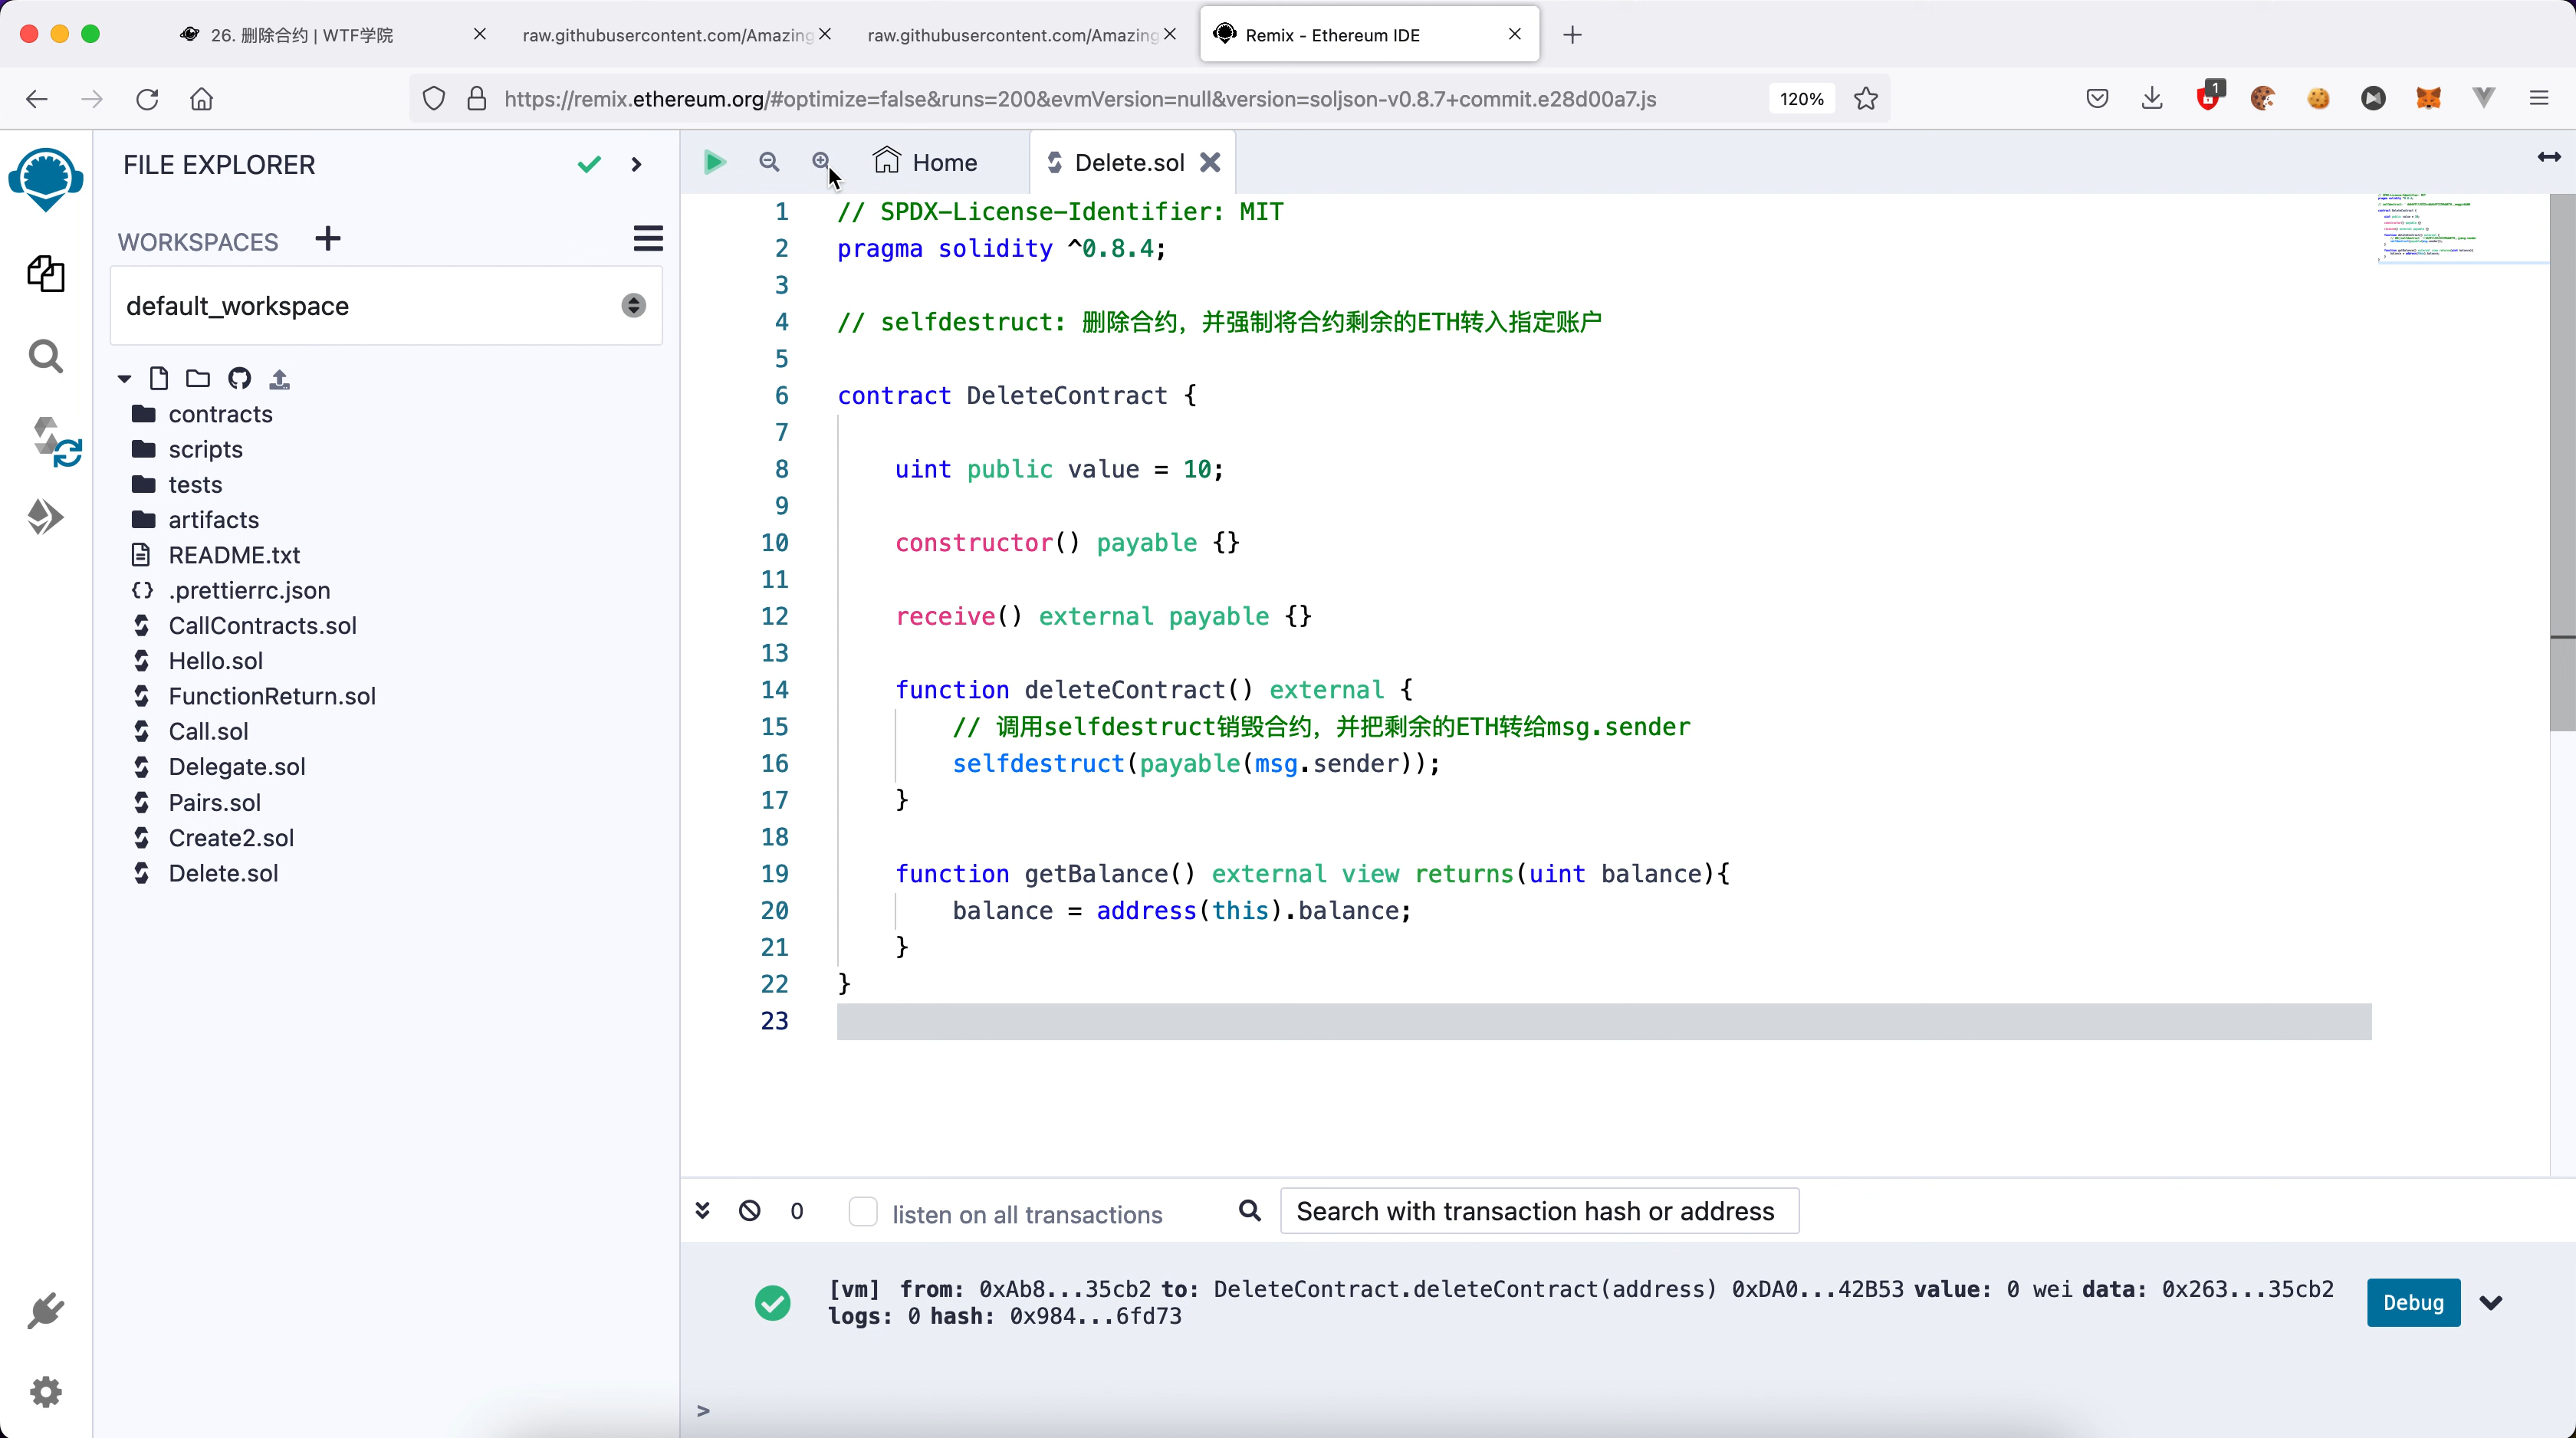 26. 删除合约 | WTF学院
raw.githubusercontent.com/Amazing
raw.githubusercontent.com/Amazing
Remix - Ethereum IDE
https://remix.ethereum.org/#optimize=false&runs=200&evmVersion=null&version=soljson-v0.8.7+commit.e28d00a7.js
120%
1
FILE EXPLORER
WORKSPACES
default_workspace
contracts
scripts
tests
artifacts
README.txt
.prettierrc.json
CallContracts.sol
Hello.sol
FunctionReturn.sol
Call.sol
Delegate.sol
Pairs.sol
Create2.sol
Delete.sol
Home
Delete.sol
1 // SPDX-License-Identifier: MIT
2 pragma solidity ^0.8.4;
3
4 // selfdestruct: 删除合约，并强制将合约剩余的ETH转入指定账户
5
6 contract DeleteContract {
7
8 uint public value = 10;
9
10 constructor() payable {}
11
12 receive() external payable {}
13
14 function deleteContract() external {
15 // 调用selfdestruct销毁合约，并把剩余的ETH转给msg.sender
16 selfdestruct(payable(msg.sender));
17 }
18
19 function getBalance() external view returns(uint balance){
20 balance = address(this).balance;
21 }
22 }
23
0 listen on all transactions Search with transaction hash or address
[vm] from: 0xAb8...35cb2 to: DeleteContract.deleteContract(address) 0xDA0...42B53 value: 0 wei data: 0x263...35cb2
logs: 0 hash: 0x984...6fd73
Debug
>